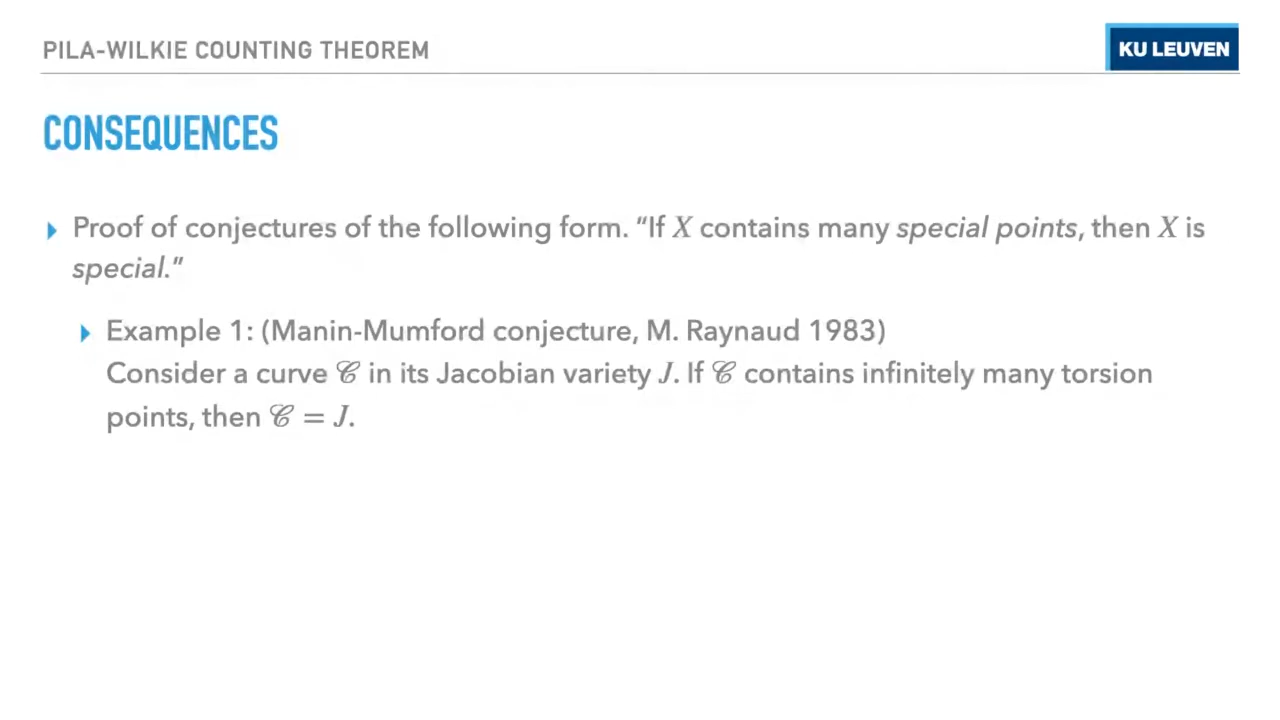 PILA-WILKIE COUNTING THEOREM
KU LEUVEN
CONSEQUENCES
Proof of conjectures of the following form. “If X contains many special points, then X is
special.”
Example 1: (Manin-Mumford conjecture, M. Raynaud 1983)
Consider a curve 𝒞 in its Jacobian variety J. If 𝒞 contains infinitely many torsion
points, then 𝒞 = J.